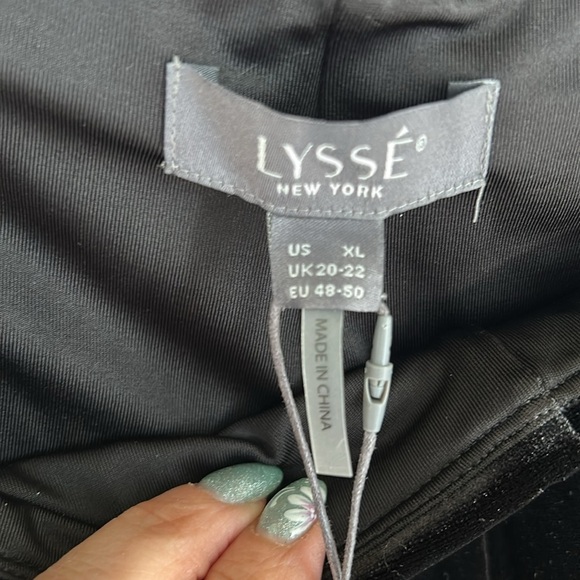 LYSSÉ®
NEW YORK
US XL
UK 20-22
EU 48-50
MADE IN CHINA